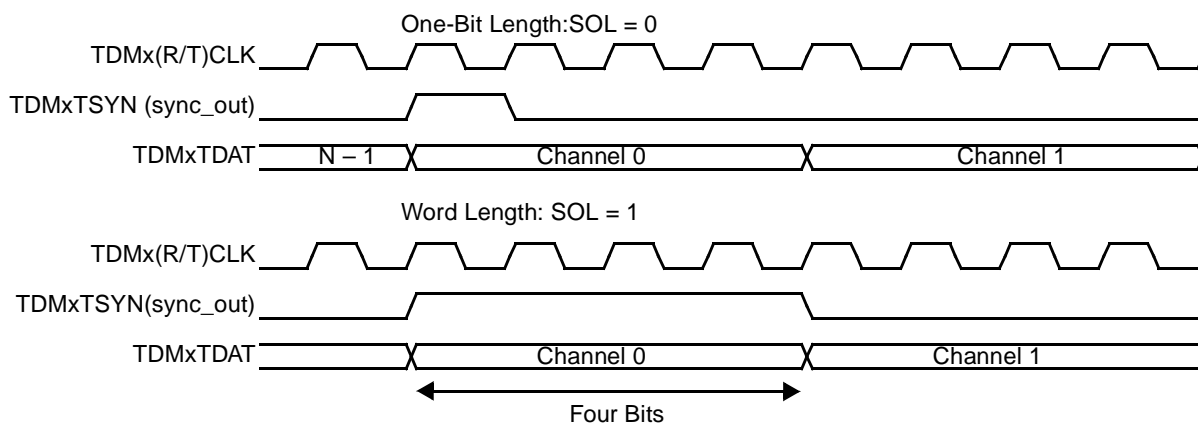 One-Bit Length:SOL = 0
TDMx(R/T)CLK
TDMxTSYN (sync_out)
TDMxTDAT N – 1 Channel 0 Channel 1
Word Length: SOL = 1
TDMx(R/T)CLK
TDMxTSYN(sync_out)
TDMxTDAT Channel 0 Channel 1
Four Bits